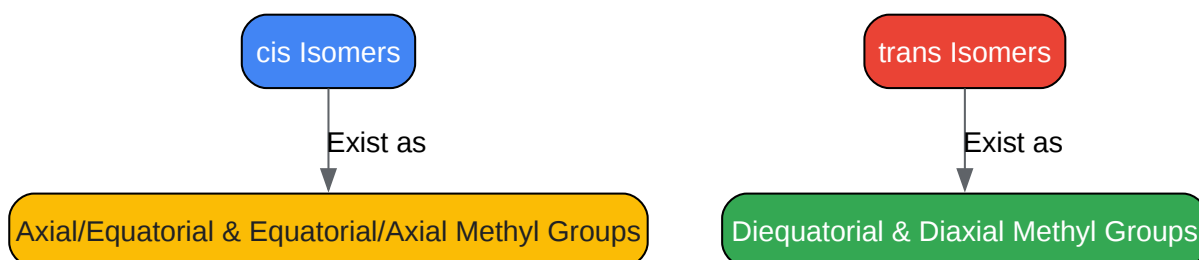 cis Isomers
trans Isomers
Exist as
Exist as
Axial/Equatorial & Equatorial/Axial Methyl Groups
Diequatorial & Diaxial Methyl Groups